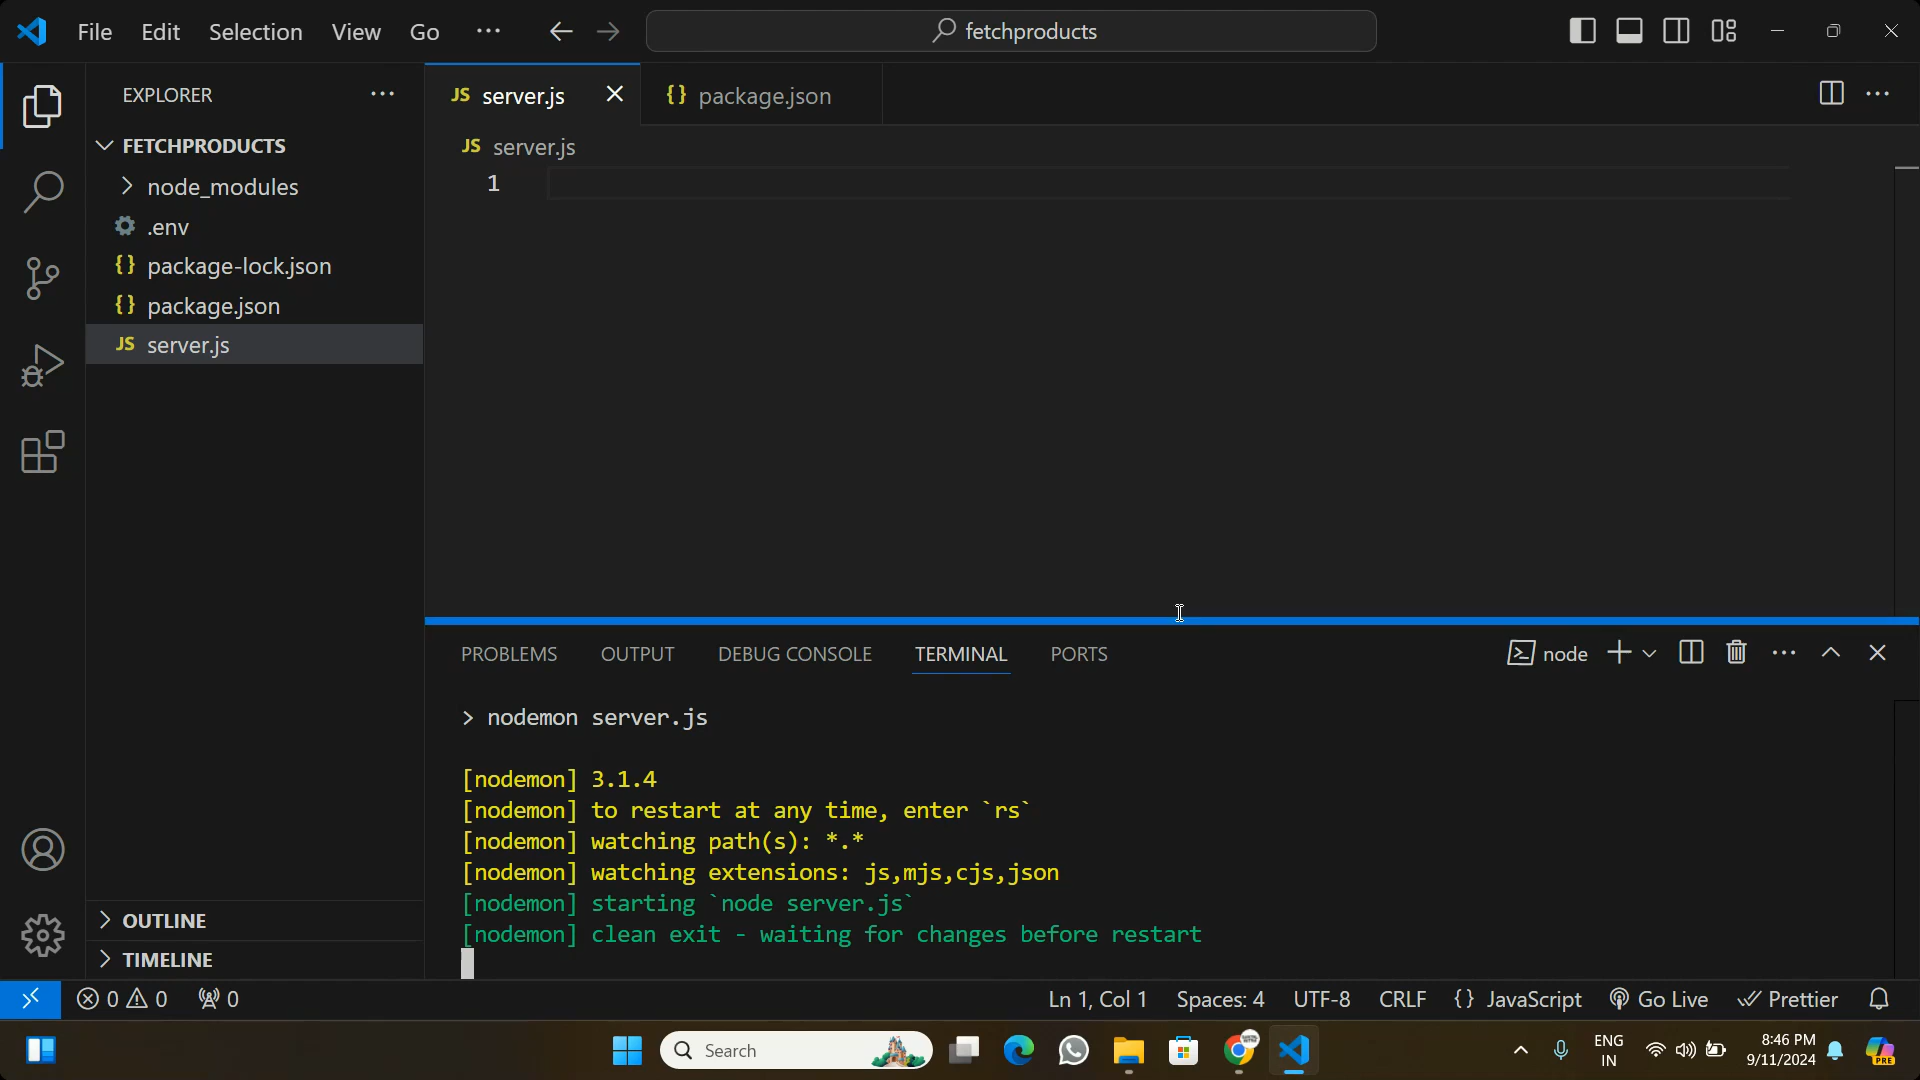 File Edit Selection View Go ··· fetchproducts
EXPLORER ···
JS server.js
{} package.json
FETCHPRODUCTS
node_modules
.env
{} package-lock.json
{} package.json
JS server.js
JS server.js
1
PROBLEMS OUTPUT DEBUG CONSOLE TERMINAL PORTS
node
> nodemon server.js
[nodemon] 3.1.4
[nodemon] to restart at any time, enter `rs`
[nodemon] watching path(s): *.*
[nodemon] watching extensions: js,mjs,cjs,json
[nodemon] starting `node server.js`
[nodemon] clean exit - waiting for changes before restart
OUTLINE
TIMELINE
0 0 0 Ln 1, Col 1 Spaces: 4 UTF-8 CRLF {} JavaScript Go Live Prettier
Search
ENG
IN
8:46 PM
9/11/2024
PRE